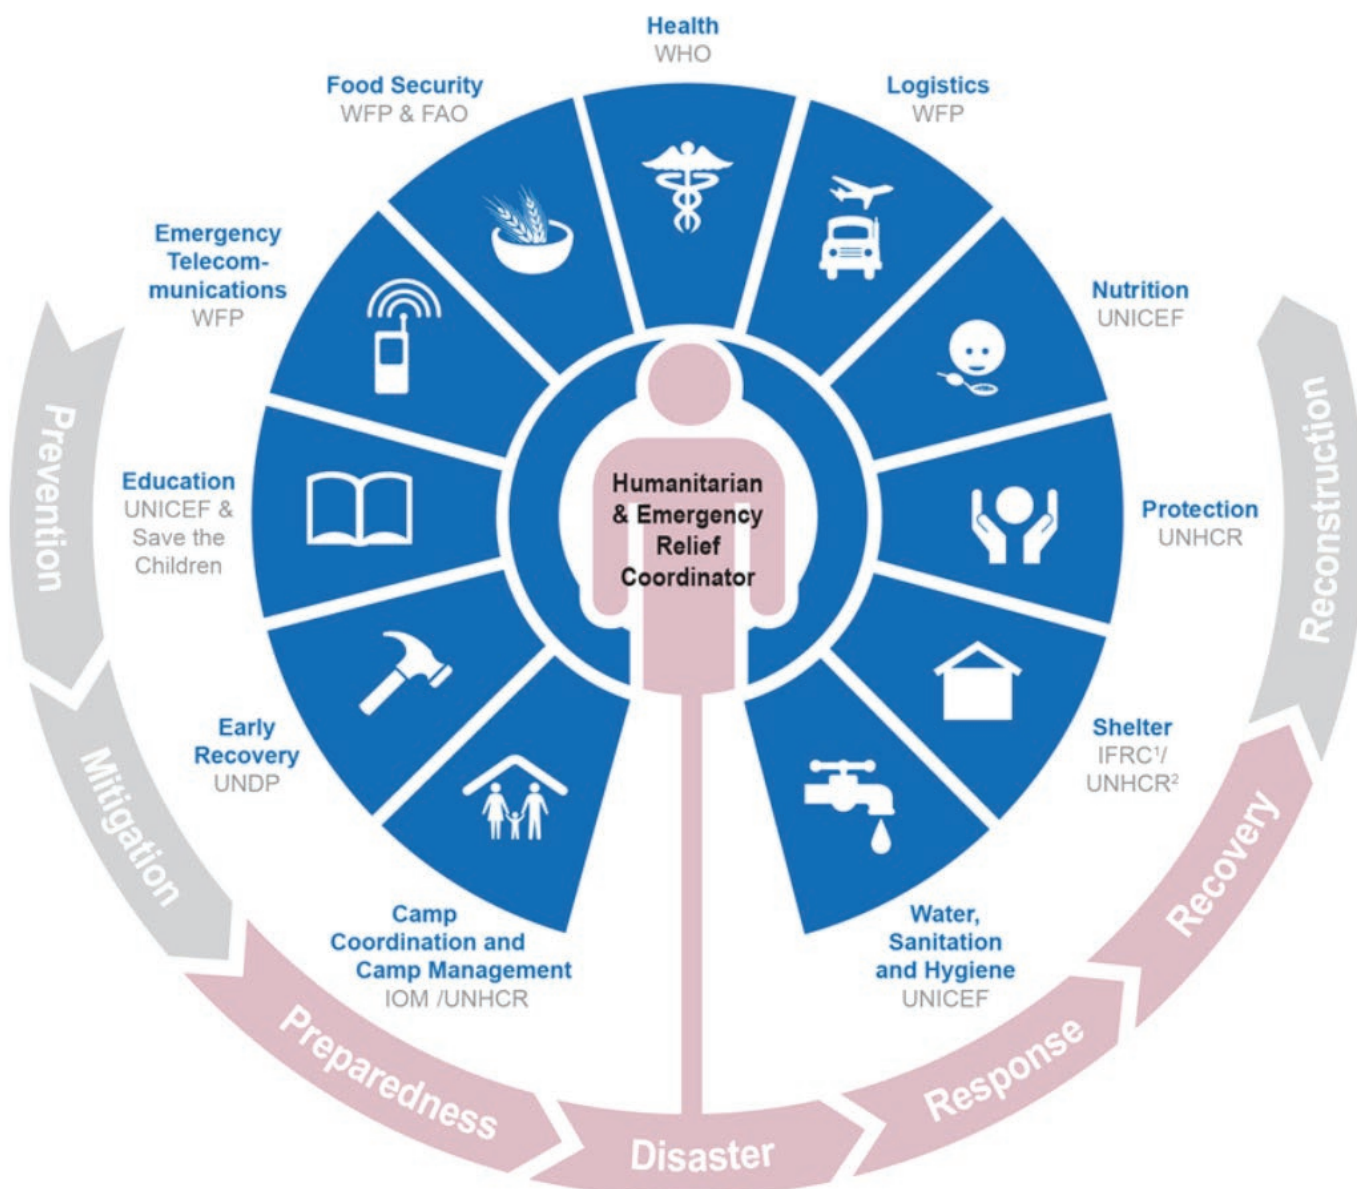 Health
WHO
Food Security
WFP & FAO
Logistics
WFP
Emergency
Telecom-
munications
WFP
Nutrition
UNICEF
Education
UNICEF &
Save the
Children
Humanitarian
& Emergency
Relief
Coordinator
Protection
UNHCR
Early
Recovery
UNDP
Shelter
IFRC¹/
UNHCR²
Camp
Coordination and
Camp Management
IOM /UNHCR
Water,
Sanitation
and Hygiene
UNICEF
Prevention
Mitigation
Preparedness
Disaster
Response
Recovery
Reconstruction